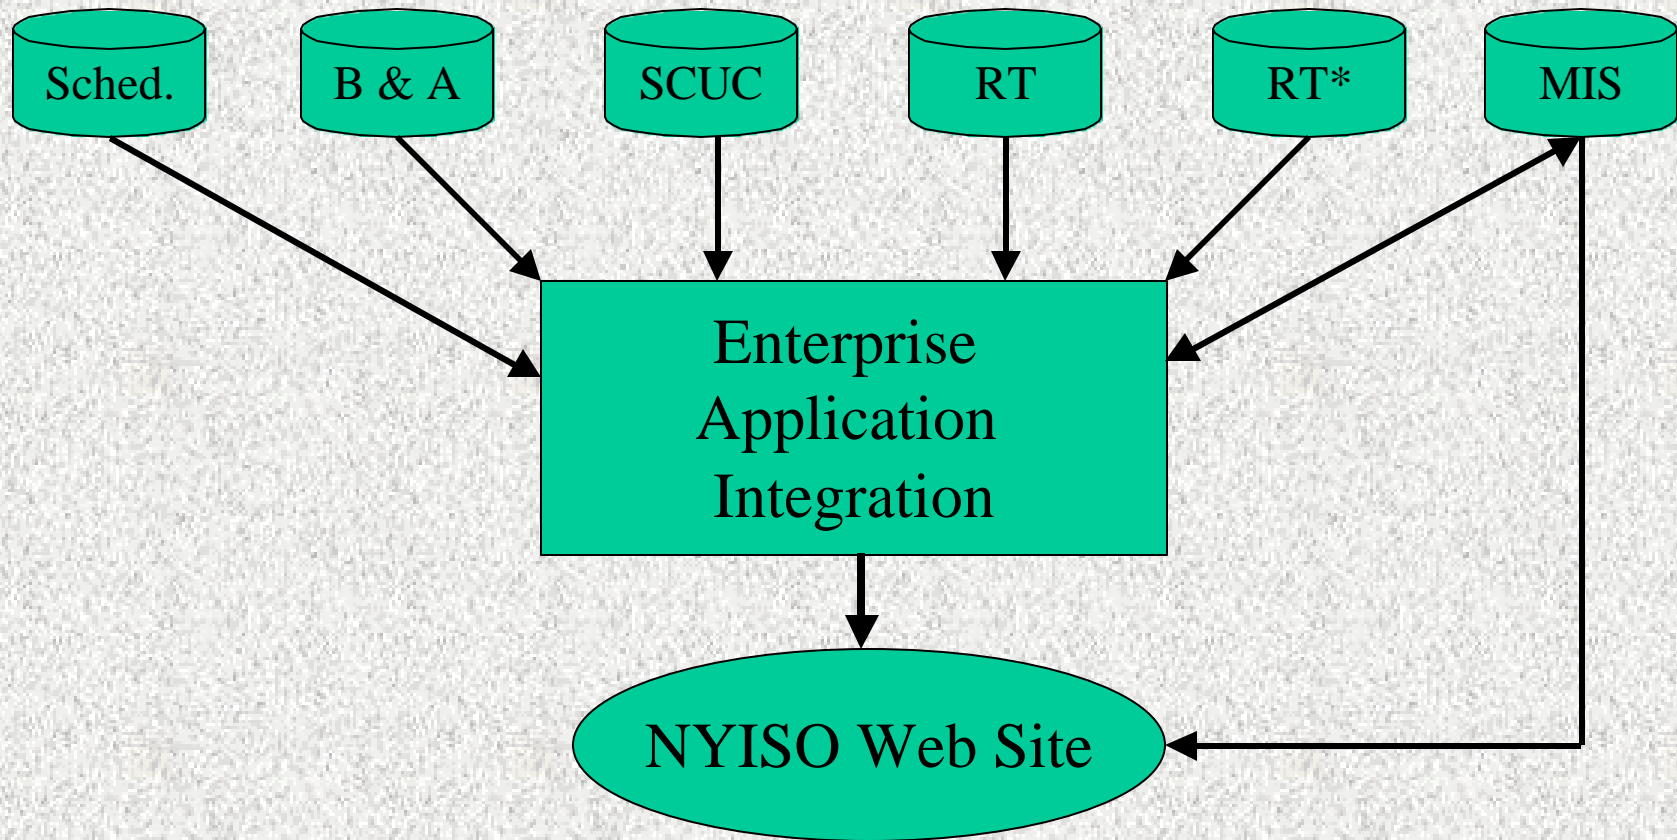 Sched.
B & A
SCUC
RT
RT*
MIS
Enterprise
Application
Integration
NYISO Web Site